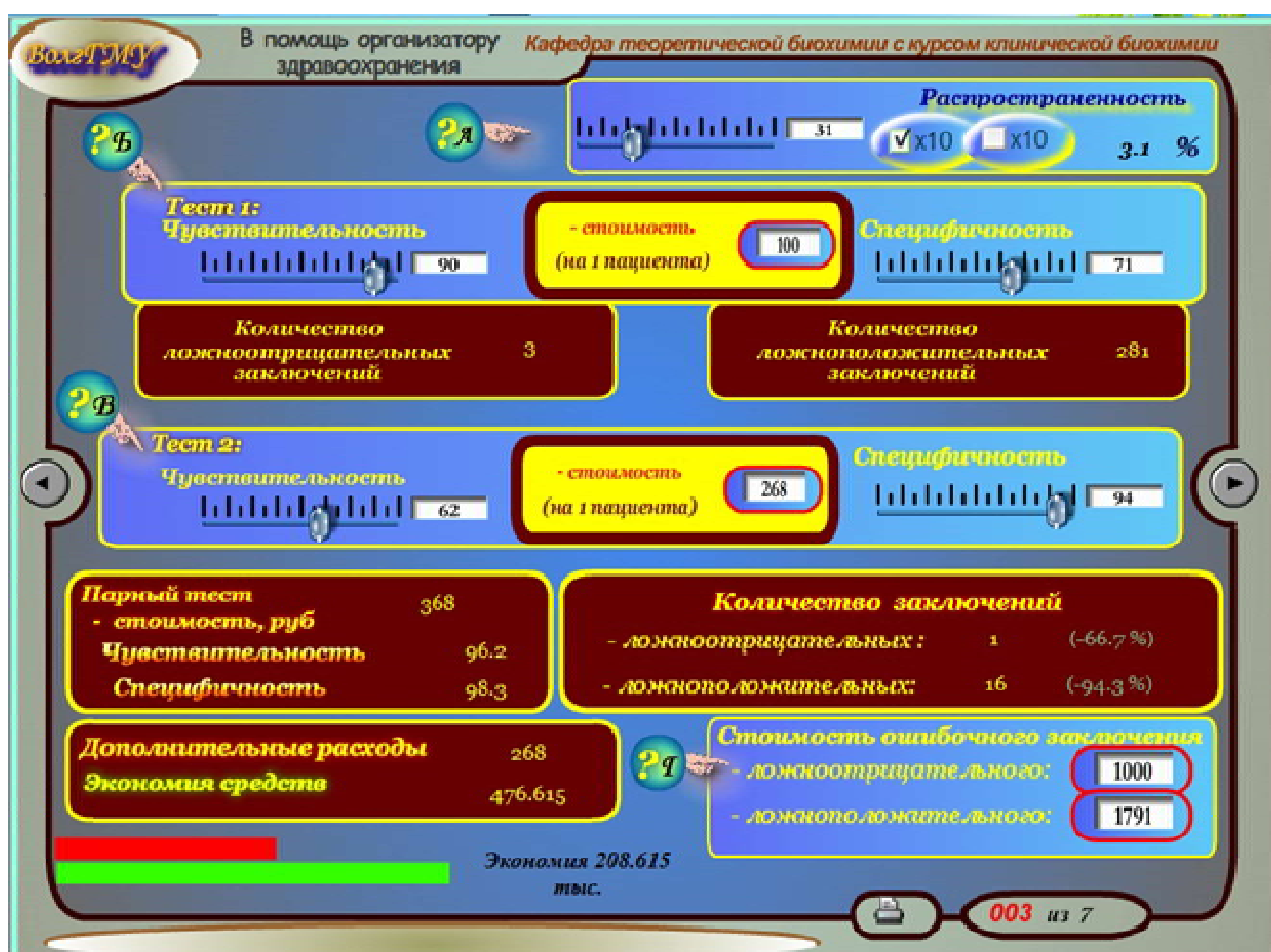 ВолгГМУ
В помощь организатору
здравоохранения
Кафедра теоретической биохимии с курсом клинической биохимии
Распространенность
31
x10
x10
3.1 %
? А
? Б
Тест 1:
Чувствительность
90
- стоимость
(на 1 пациента)
100
Специфичность
71
Количество
ложноотрицательных
заключений
3
Количество
ложноположительных
заключений
281
? В
Тест 2:
Чувствительность
62
- стоимость
(на 1 пациента)
268
Специфичность
94
Парный тест
- стоимость, руб
368
Чувствительность 96.2
Специфичность 98.3
Количество заключений
- ложноотрицательных: 1 (-66.7 %)
- ложноположительных: 16 (-94.3 %)
Дополнительные расходы 268
Экономия средств 476.615
? Г
Стоимость ошибочного заключения
- ложноотрицательного: 1000
- ложноположительного: 1791
Экономия 208.615
тыс.
003 из 7